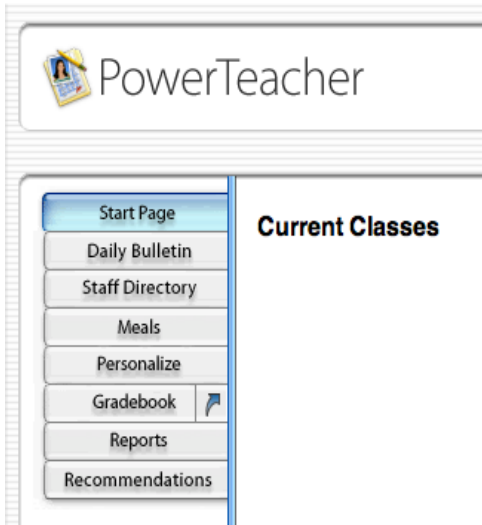 PowerTeacher
Start Page
Daily Bulletin
Staff Directory
Meals
Personalize
Gradebook
Reports
Recommendations
Current Classes